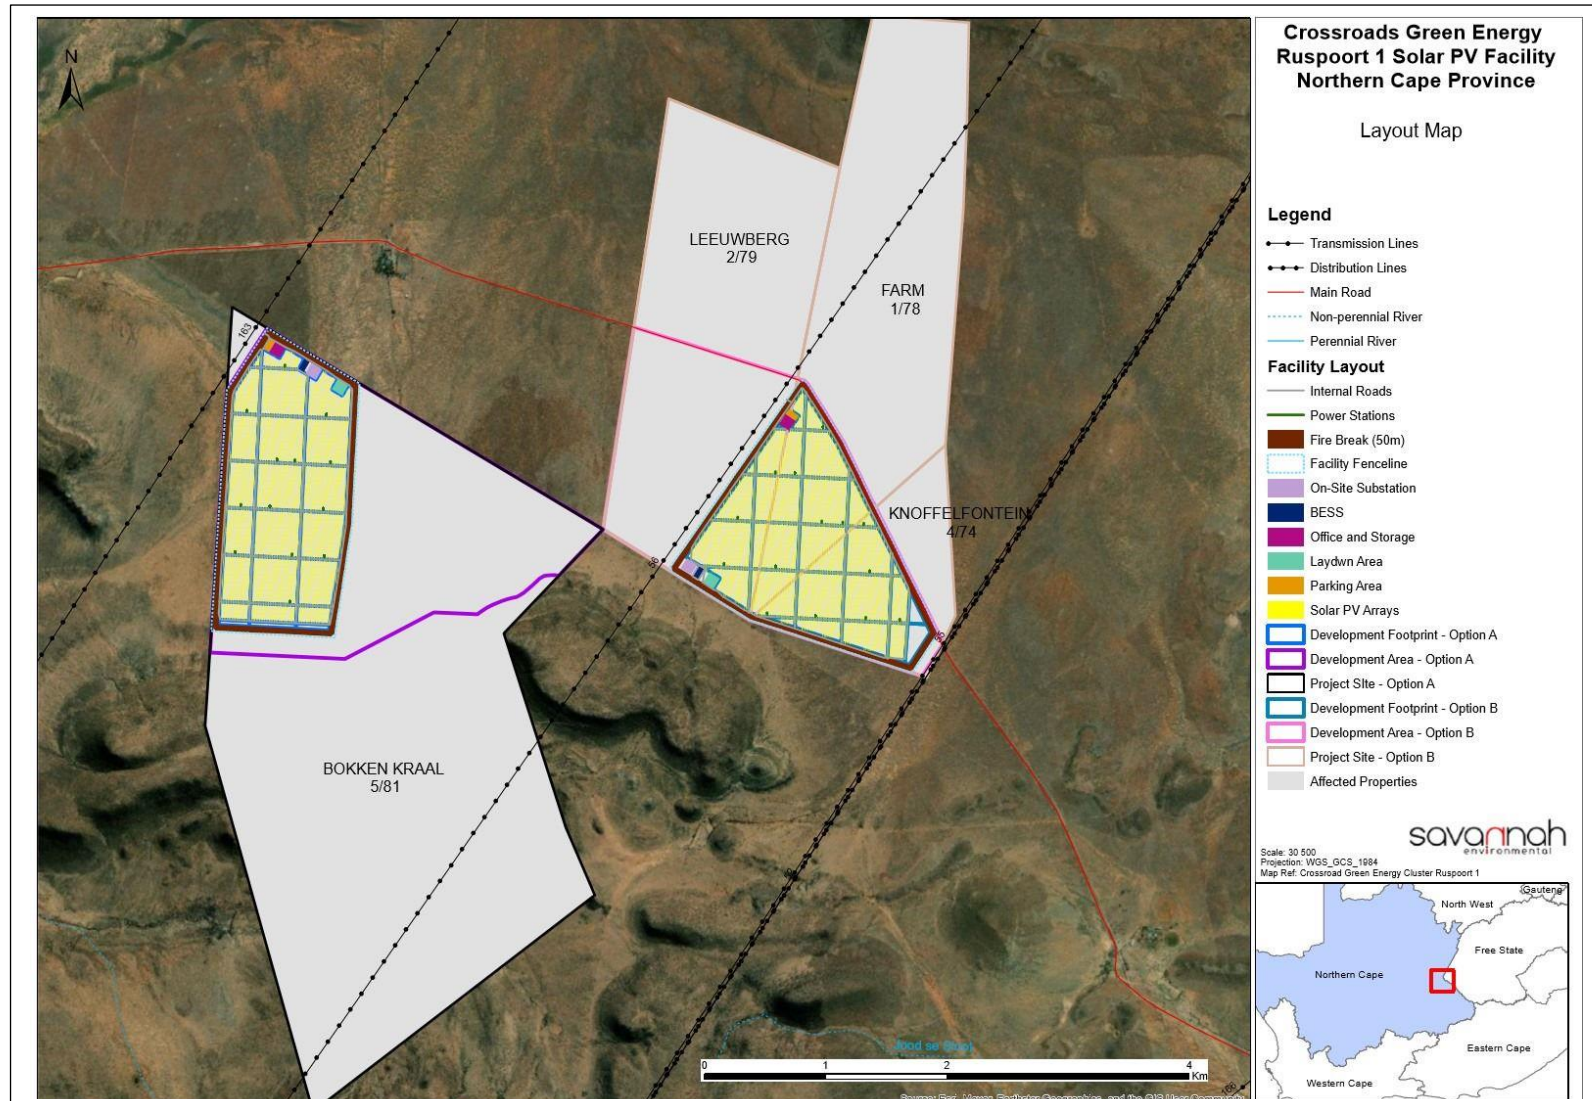 N
LEEUWBERG
2/79
FARM
1/78
163
KNOFFELFONTEIN
4/74
56
BOKKEN KRAAL
5/81
0
1
2
4
Km
Crossroads Green Energy
Ruspoort 1 Solar PV Facility
Northern Cape Province
Layout Map
Legend
Transmission Lines
Distribution Lines
Main Road
Non-perennial River
Perennial River
Facility Layout
Internal Roads
Power Stations
Fire Break (50m)
Facility Fenceline
On-Site Substation
BESS
Office and Storage
Laydwn Area
Parking Area
Solar PV Arrays
Development Footprint - Option A
Development Area - Option A
Project SIte - Option A
Development Footprint - Option B
Development Area - Option B
Project Site - Option B
Affected Properties
savannah
environmental
Scale: 30 500
Projection: WGS_GCS_1984
Map Ref: Crossroad Green Energy Cluster Ruspoort 1
Gauteng
North West
Free State
Northern Cape
Eastern Cape
Western Cape